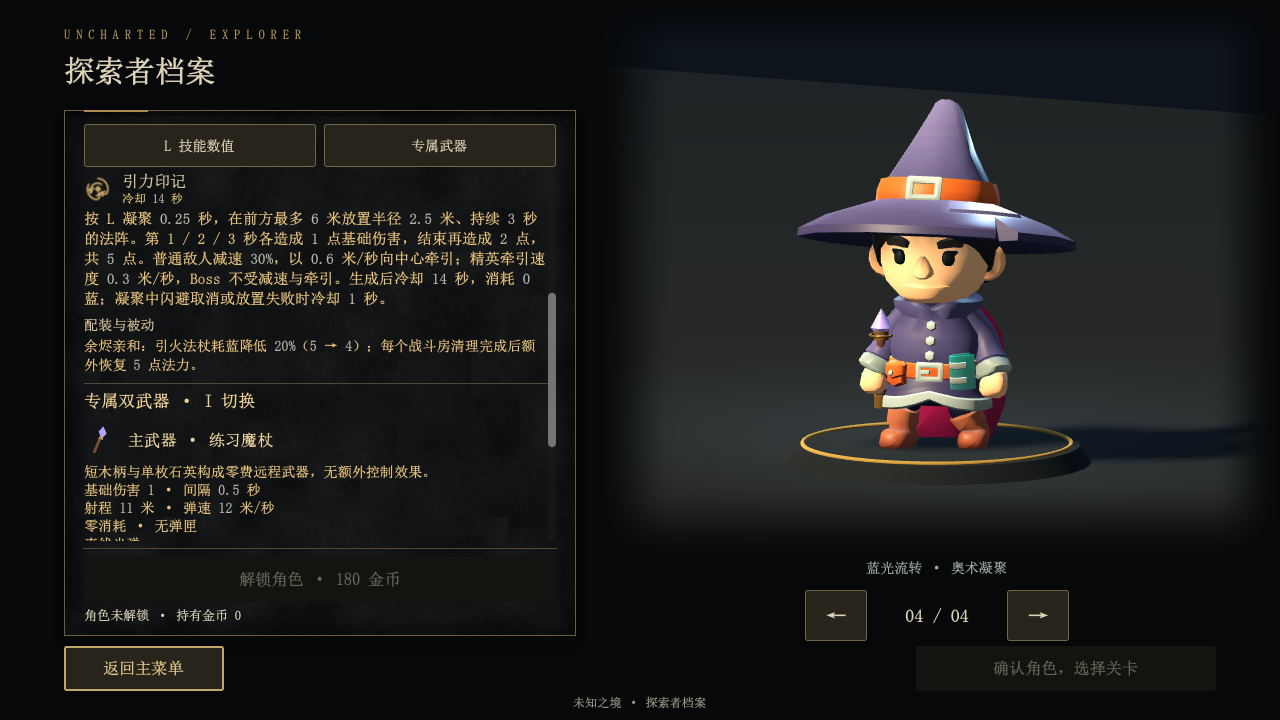 UNCHARTED / EXPLORER
探索者档案
L 技能数值
专属武器
引力印记
冷却 14 秒
按 L 凝聚 0.25 秒，在前方最多 6 米放置半径 2.5 米、持续 3 秒
的法阵。第 1 / 2 / 3 秒各造成 1 点基础伤害，结束再造成 2 点，
共 5 点。普通敌人减速 30%，以 0.6 米/秒向中心牵引；精英牵引速
度 0.3 米/秒，Boss 不受减速与牵引。生成后冷却 14 秒，消耗 0
蓝；凝聚中闪避取消或放置失败时冷却 1 秒。
配装与被动
余烬亲和：引火法杖耗蓝降低 20%（5 → 4）；每个战斗房清理完成后额
外恢复 5 点法力。
专属双武器 • I 切换
主武器 • 练习魔杖
短木柄与单枚石英构成零费远程武器，无额外控制效果。
基础伤害 1 • 间隔 0.5 秒
射程 11 米 • 弹速 12 米/秒
零消耗 • 无弹匣
解锁角色 • 180 金币
角色未解锁 • 持有金币 0
返回主菜单
蓝光流转 • 奥术凝聚
← 04 / 04 →
确认角色，选择关卡
未知之境 • 探索者档案